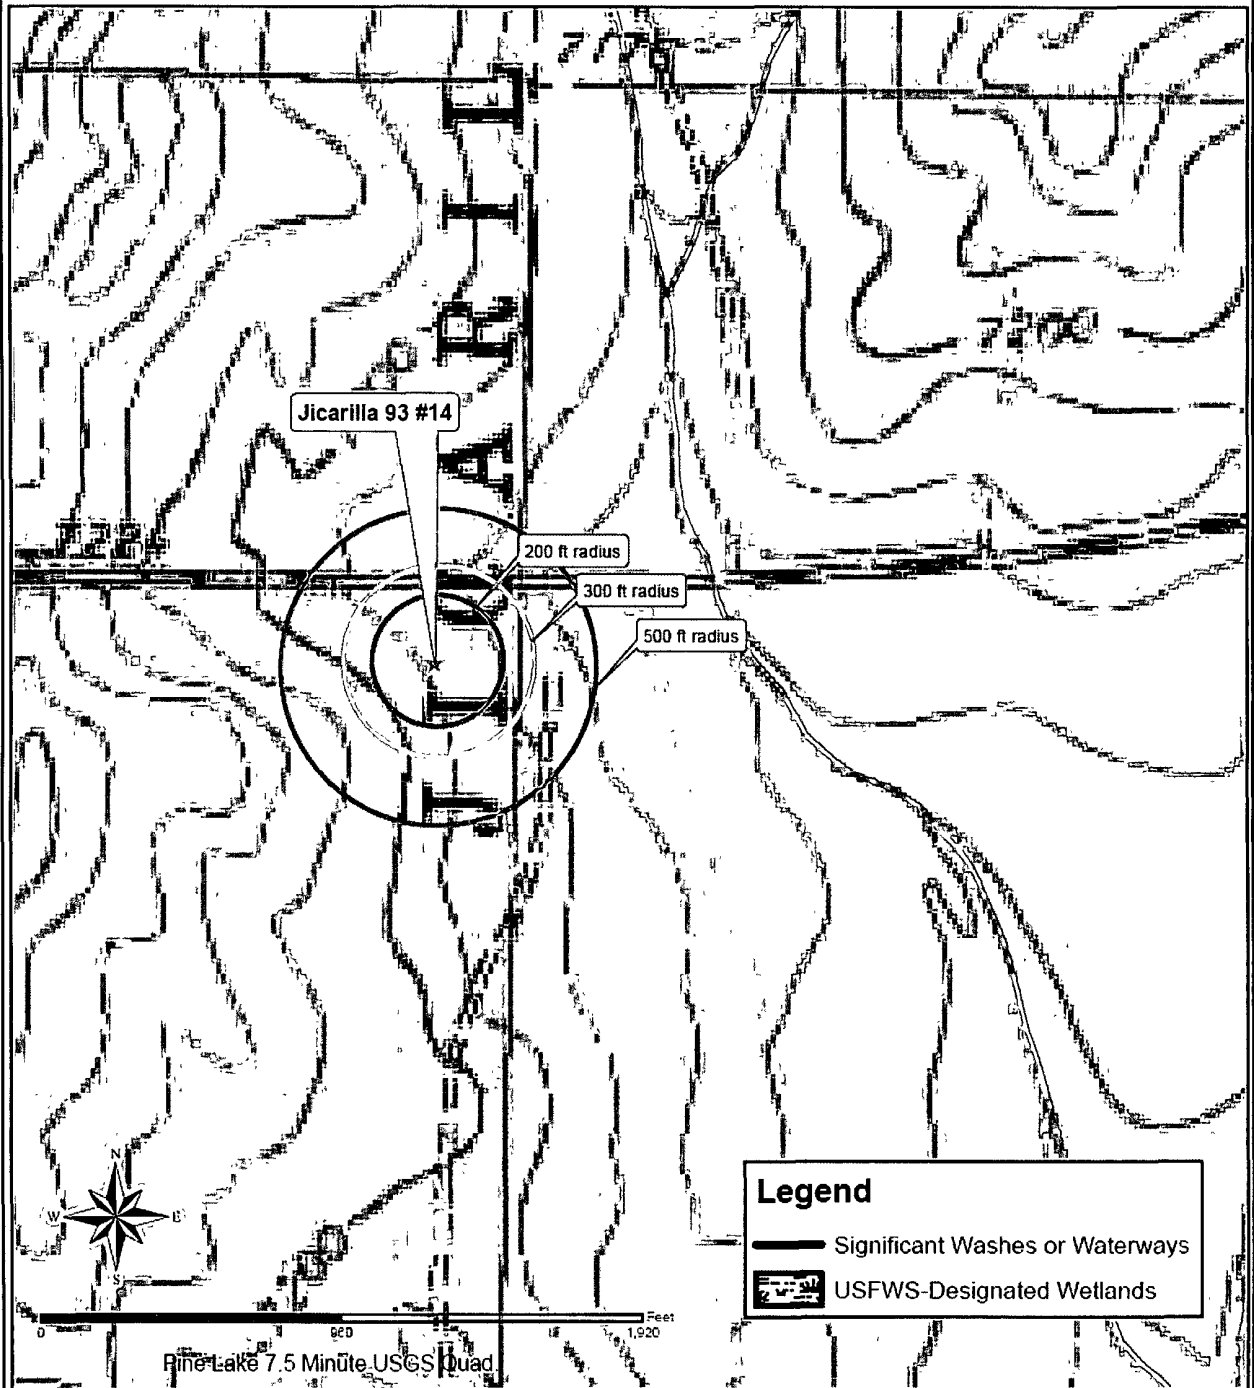 Jicarilla 93 #14
200 ft radius
300 ft radius
500 ft radius
N
W E
S
Legend
Significant Washes or Waterways
USFWS-Designated Wetlands
Feet
0 960 1,920
Pine Lake 7.5 Minute USGS Quad.